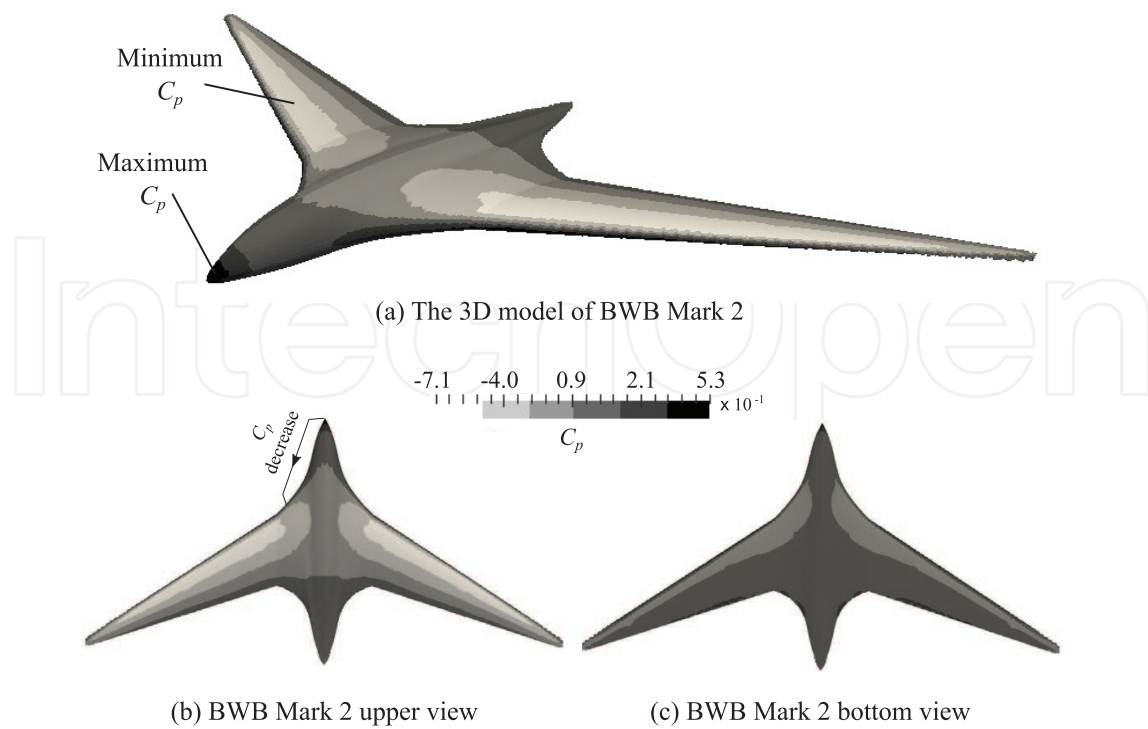 Minimum
Cp
Maximum
Cp
(a) The 3D model of BWB Mark 2
IntechOpen
-7.1 -4.0 0.9 2.1 5.3
x 10-1
Cp
Cp
decrease
(b) BWB Mark 2 upper view
(c) BWB Mark 2 bottom view